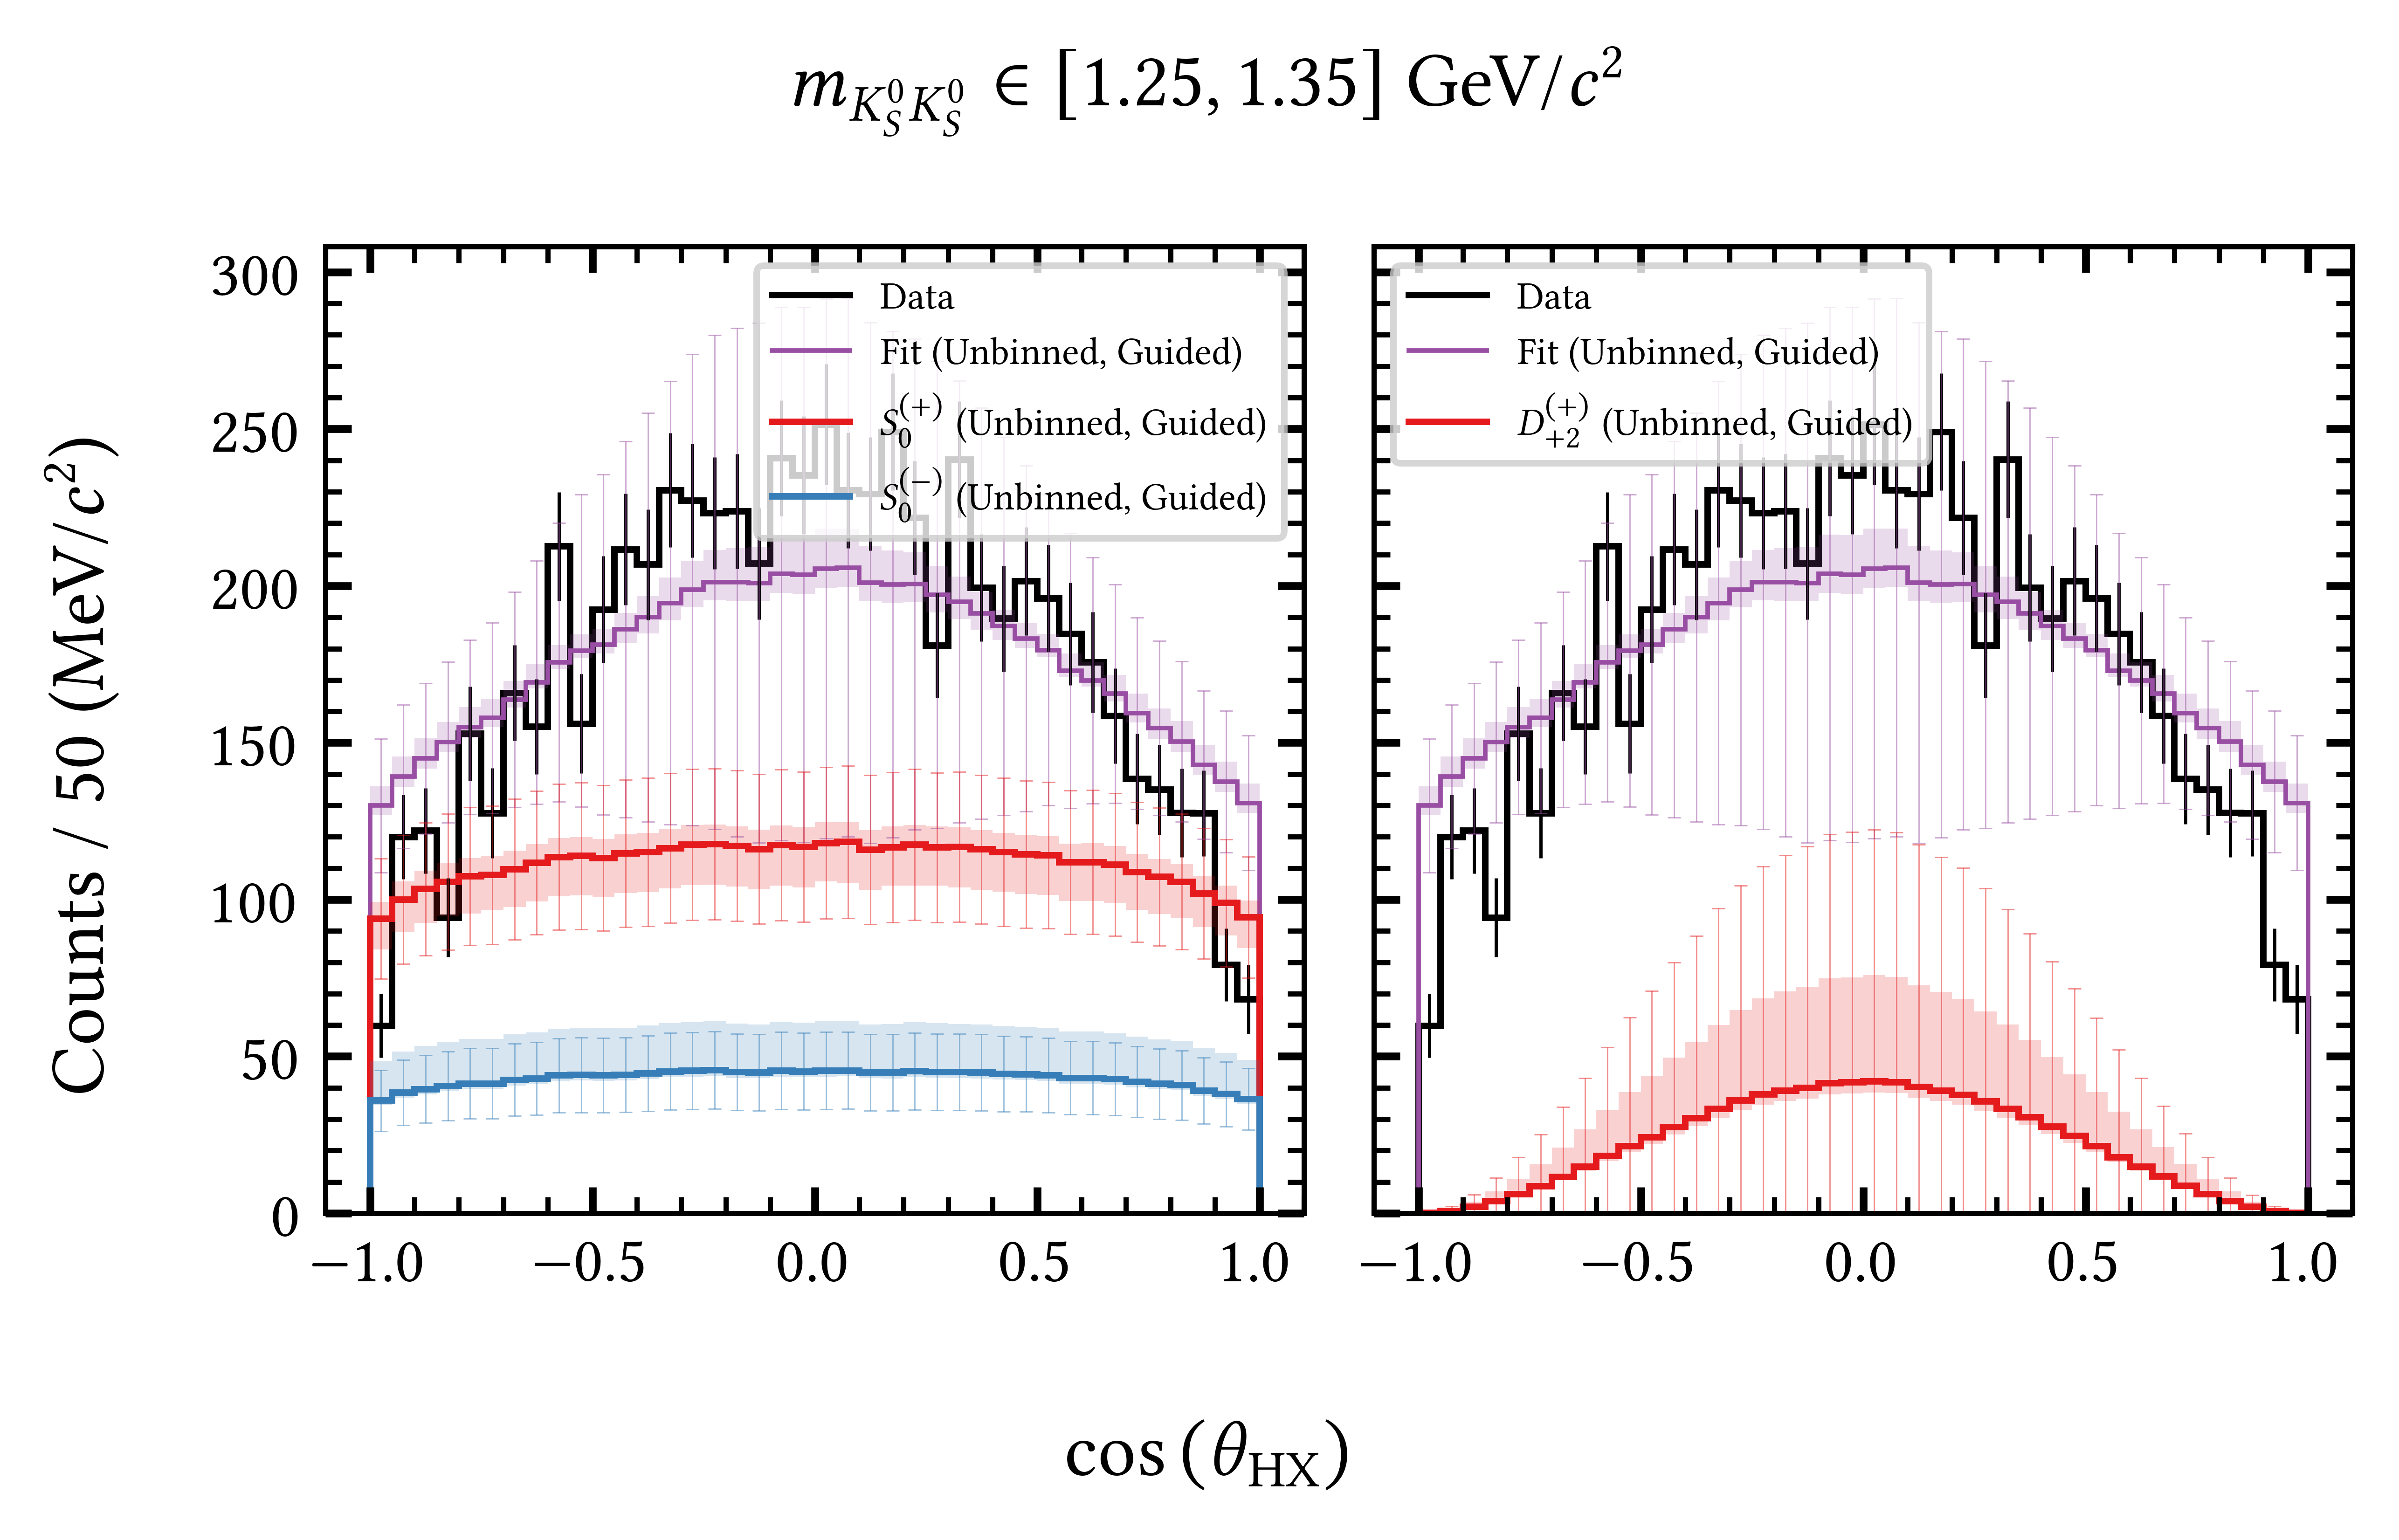 m_{K_S^0 K_S^0} ∈ [1.25, 1.35] GeV/c²
Counts / 50 (MeV/c²)
300
250
200
150
100
50
0
Data
Fit (Unbinned, Guided)
S_0^{(+)} (Unbinned, Guided)
S_0^{(−)} (Unbinned, Guided)
−1.0 −0.5 0.0 0.5 1.0
Data
Fit (Unbinned, Guided)
D_{+2}^{(+)} (Unbinned, Guided)
−1.0 −0.5 0.0 0.5 1.0
cos (θ_{HX})